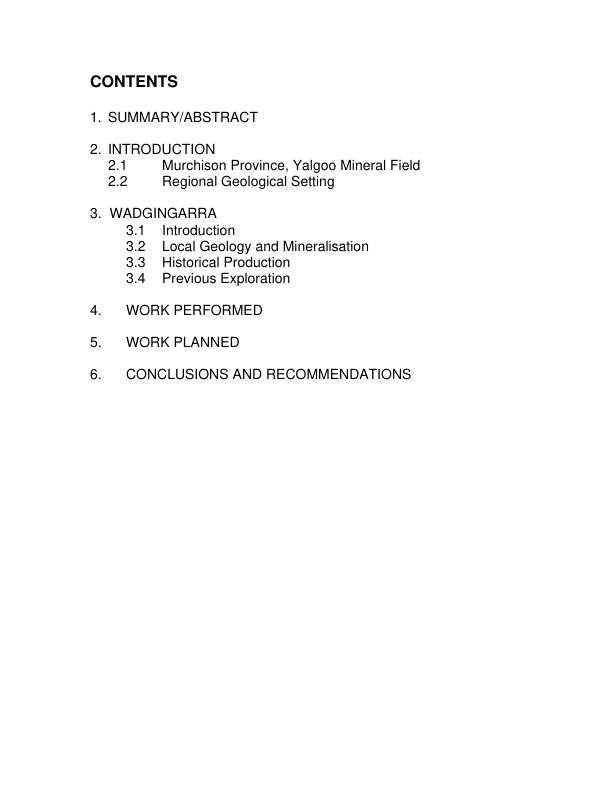 CONTENTS
1. SUMMARY/ABSTRACT
2. INTRODUCTION
2.1 Murchison Province, Yalgoo Mineral Field
2.2 Regional Geological Setting
3. WADGINGARRA
3.1 Introduction
3.2 Local Geology and Mineralisation
3.3 Historical Production
3.4 Previous Exploration
4. WORK PERFORMED
5. WORK PLANNED
6. CONCLUSIONS AND RECOMMENDATIONS